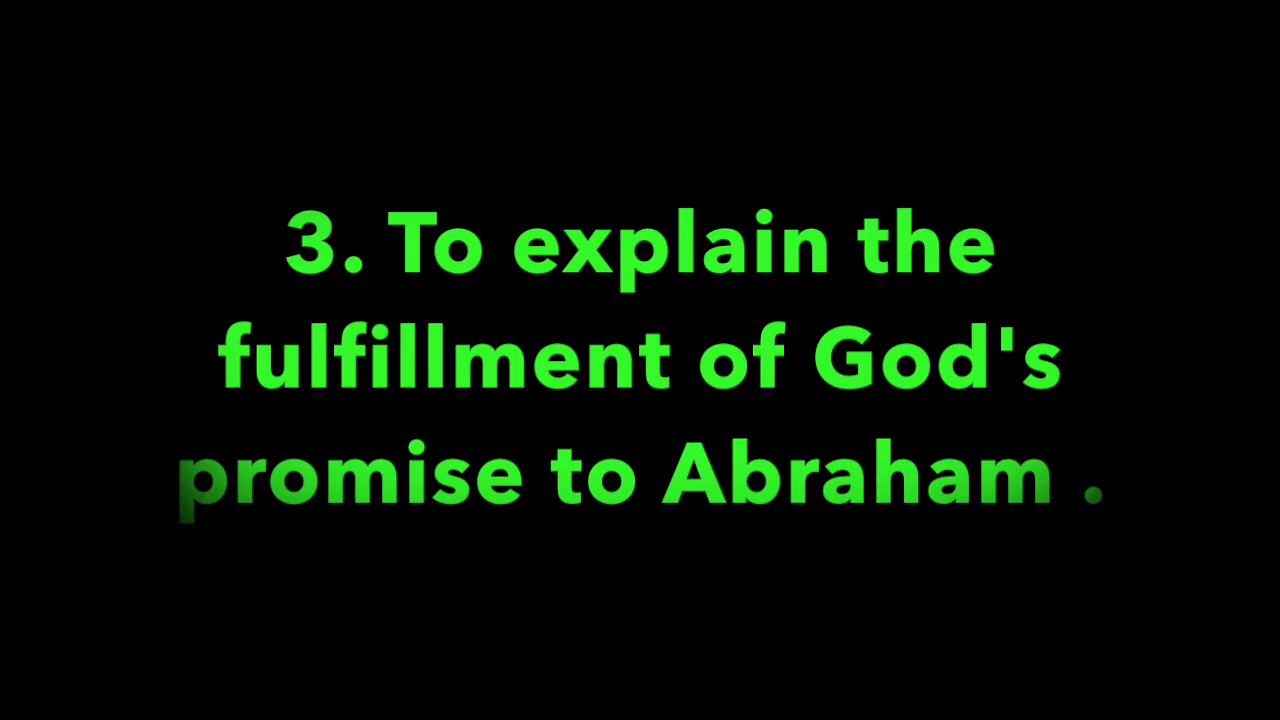 3. To explain the
fulfillment of God's
promise to Abraham .